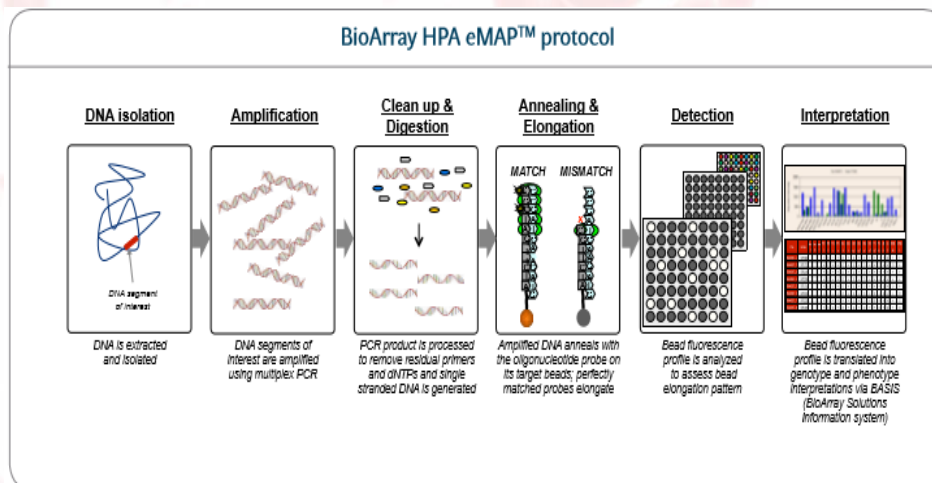 BioArray HPA eMAP™ protocol
DNA isolation
DNA segment
of interest
DNA is extracted
and isolated
Amplification
DNA segments of
interest are amplified
using multiplex PCR
Clean up &
Digestion
PCR product is processed
to remove residual primers
and dNTPs and single
stranded DNA is generated
Annealing &
Elongation
MATCH MISMATCH
X
Amplified DNA anneals with
the oligonucleotide probe on
its target beads; perfectly
matched probes elongate
Detection
Bead fluorescence
profile is analyzed
to assess bead
elongation pattern
Interpretation
Bead fluorescence
profile is translated into
genotype and phenotype
interpretations via BASIS
(BioArray Solutions
Information system)